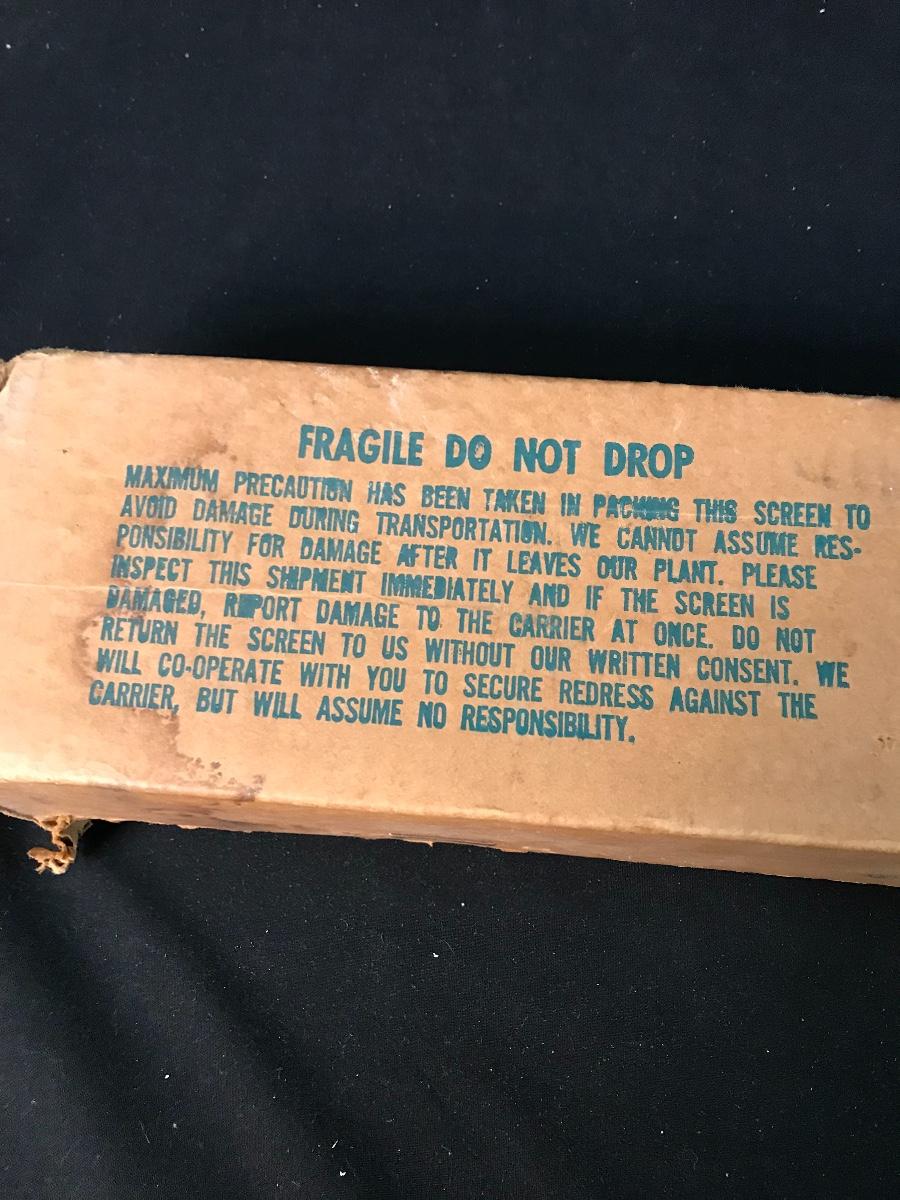 FRAGILE DO NOT DROP
MAXIMUM PRECAUTION HAS BEEN TAKEN IN PACKING THIS SCREEN TO
AVOID DAMAGE DURING TRANSPORTATION. WE CANNOT ASSUME RES-
PONSIBILITY FOR DAMAGE AFTER IT LEAVES OUR PLANT. PLEASE
INSPECT THIS SHIPMENT IMMEDIATELY AND IF THE SCREEN IS
DAMAGED, REPORT DAMAGE TO THE CARRIER AT ONCE. DO NOT
RETURN THE SCREEN TO US WITHOUT OUR WRITTEN CONSENT. WE
WILL CO-OPERATE WITH YOU TO SECURE REDRESS AGAINST THE
CARRIER, BUT WILL ASSUME NO RESPONSIBILITY.